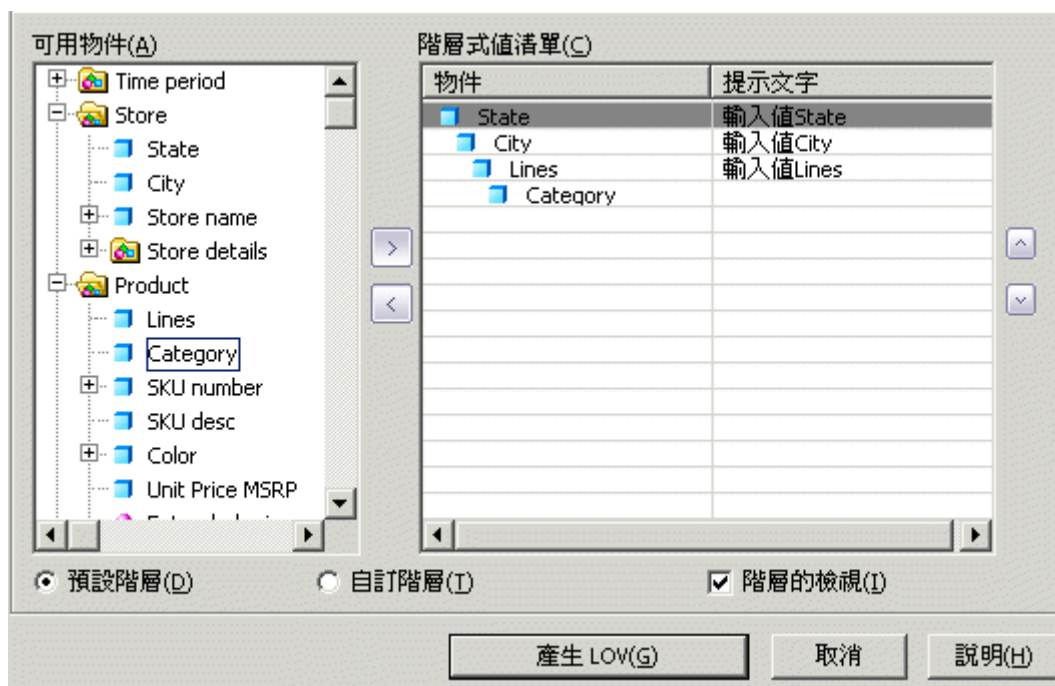 可用物件(A)
Time period
Store
State
City
Store name
Store details
Product
Lines
Category
SKU number
SKU desc
Color
Unit Price MSRP
階層式值清單(C)
物件 提示文字
State 輸入值State
City 輸入值City
Lines 輸入值Lines
Category
預設階層(D) 自訂階層(T) 階層的檢視(I)
產生 LOV(G) 取消 說明(H)